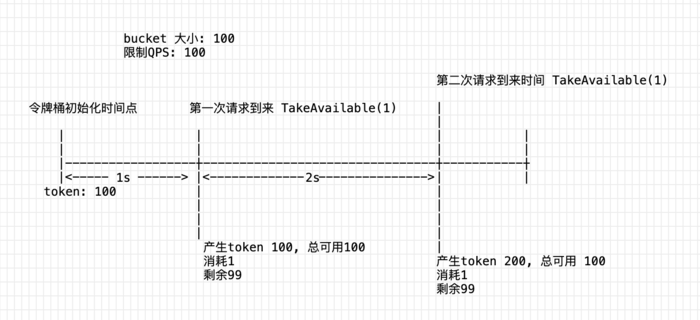 bucket 大小: 100
限制QPS: 100
第二次请求到来时间 TakeAvailable(1)
令牌桶初始化时间点
第一次请求到来 TakeAvailable(1)
1s
2s
token: 100
产生token 100, 总可用100
消耗1
剩余99
产生token 200, 总可用 100
消耗1
剩余99